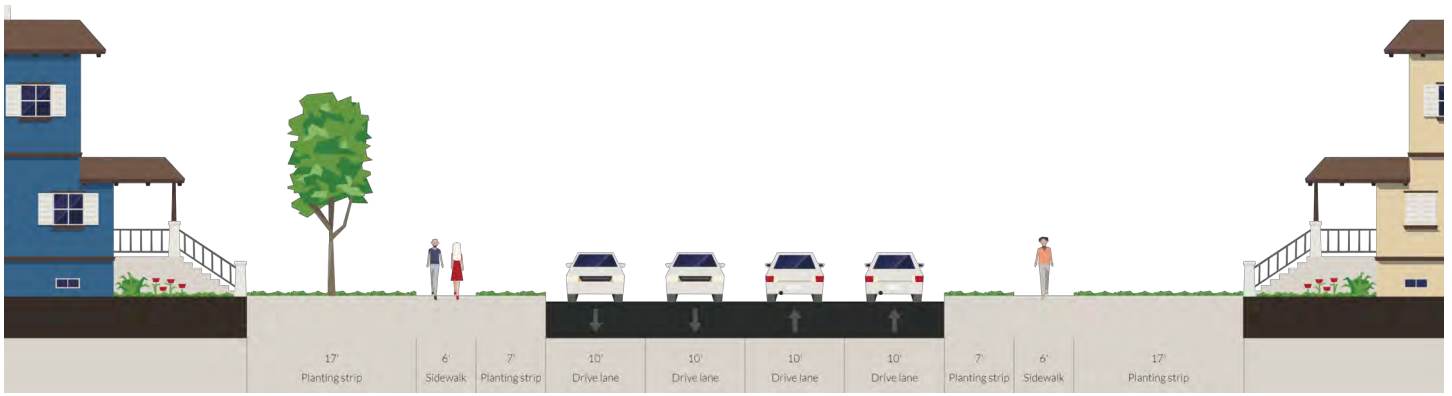 17' 6' 7' 10' 10' 10' 10' 7' 6' 17'
Planting strip Sidewalk Planting strip Drive lane Drive lane Drive lane Drive lane Planting strip Sidewalk Planting strip